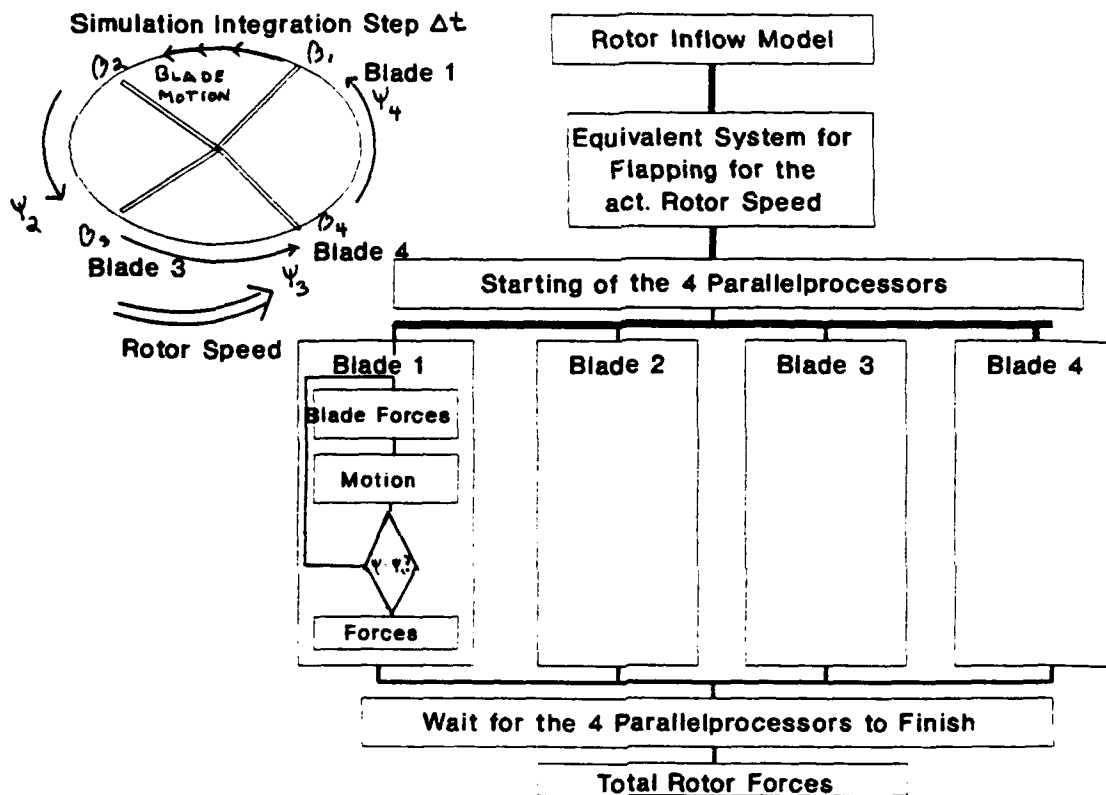 Simulation Integration Step Δt
β2
BLADE
MOTION
β1
Blade 1
Ψ4
Ψ2
β3
Blade 3
β4
Blade 4
Ψ3
Rotor Speed
Rotor Inflow Model
Equivalent System for
Flapping for the
act. Rotor Speed
Starting of the 4 Parallelprocessors
Blade 1
Blade Forces
Motion
Forces
Blade 2
Blade 3
Blade 4
Wait for the 4 Parallelprocessors to Finish
Total Rotor Forces